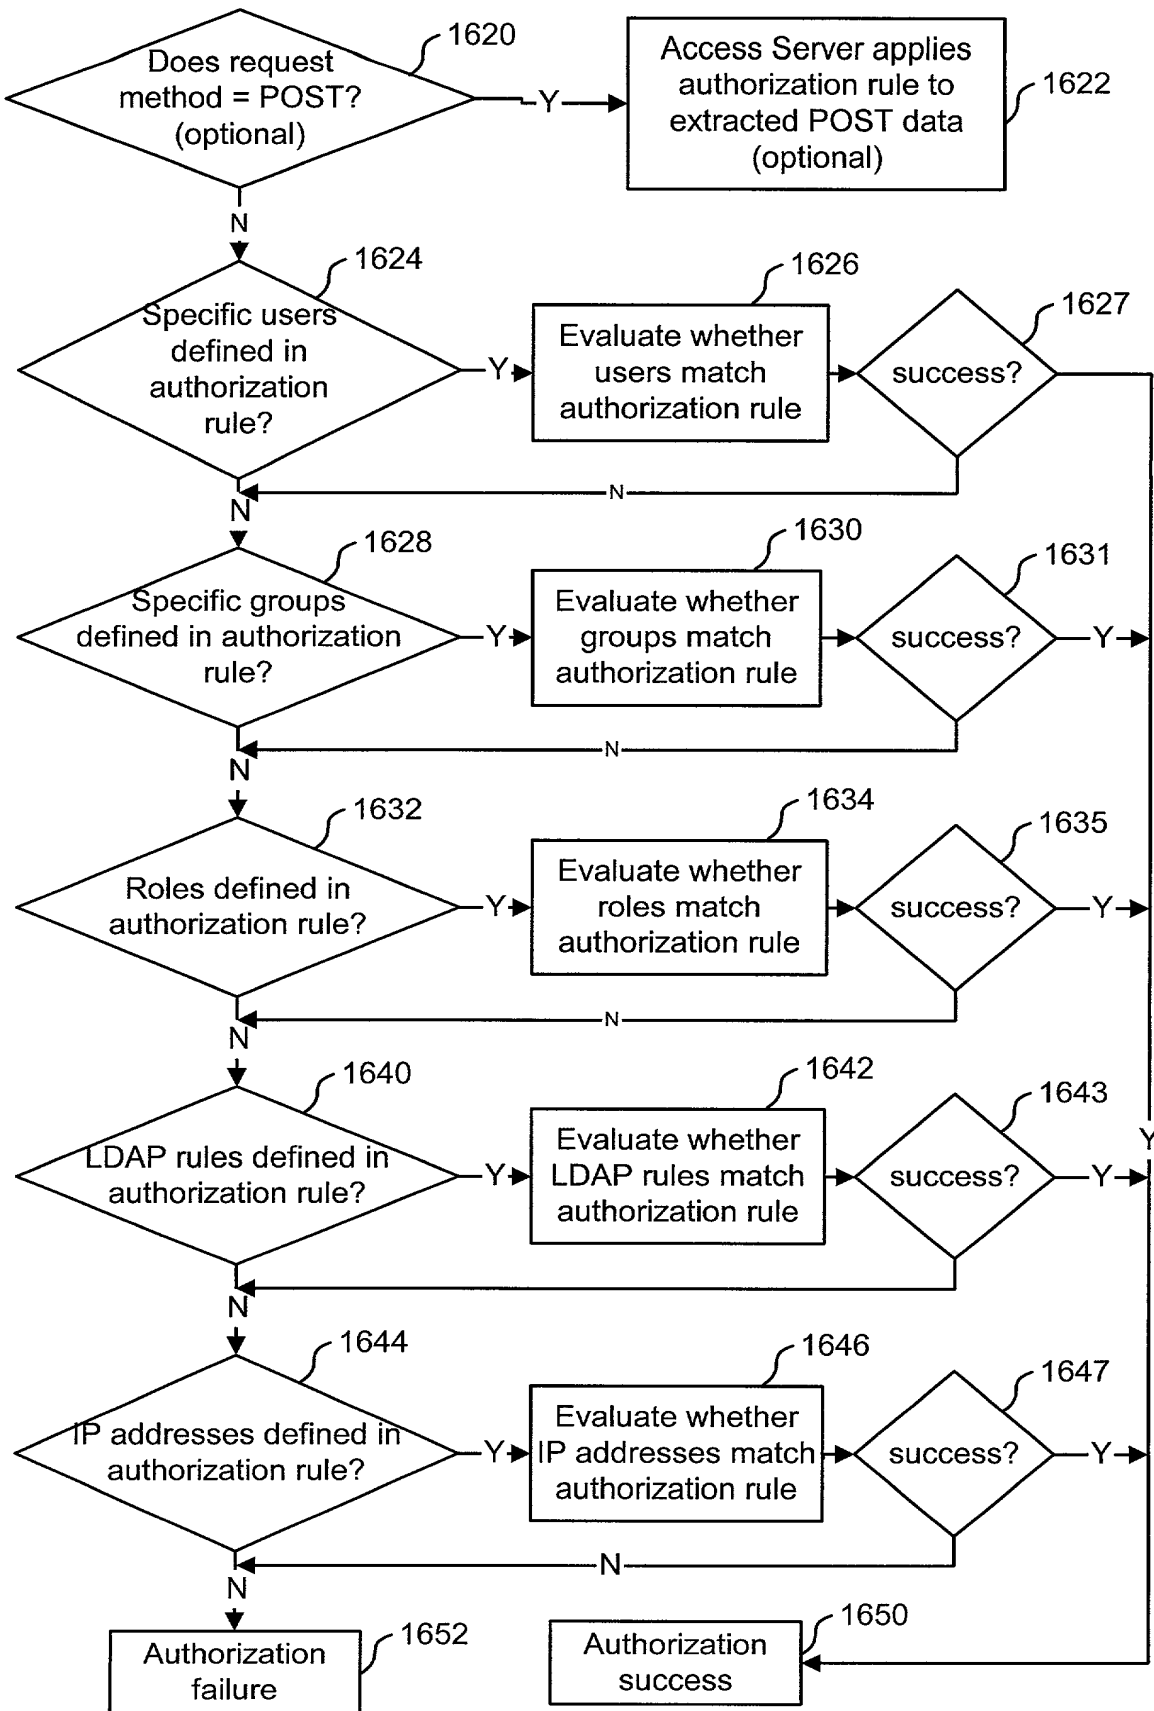 1620
Does request
method = POST?
(optional)
Y
Access Server applies
authorization rule to
extracted POST data
(optional)
1622
N
1624
Specific users
defined in
authorization
rule?
Y
1626
Evaluate whether
users match
authorization rule
1627
success?
N
N
1628
Specific groups
defined in authorization
rule?
Y
1630
Evaluate whether
groups match
authorization rule
1631
success?
Y
N
N
1632
Roles defined in
authorization rule?
Y
1634
Evaluate whether
roles match
authorization rule
1635
success?
Y
N
N
1640
LDAP rules defined in
authorization rule?
Y
1642
Evaluate whether
LDAP rules match
authorization rule
1643
success?
Y
Y
N
1644
IP addresses defined in
authorization rule?
Y
1646
Evaluate whether
IP addresses match
authorization rule
1647
success?
Y
N
N
1652
Authorization
failure
1650
Authorization
success